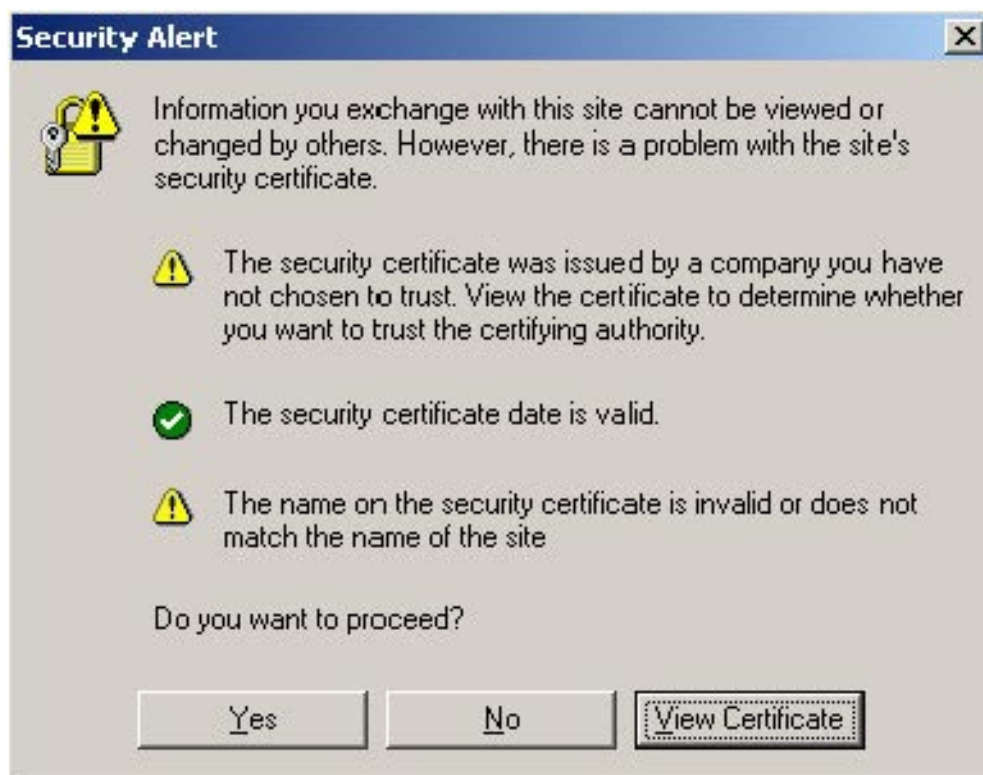 Security Alert
Information you exchange with this site cannot be viewed or
changed by others. However, there is a problem with the site's
security certificate.
The security certificate was issued by a company you have
not chosen to trust. View the certificate to determine whether
you want to trust the certifying authority.
The security certificate date is valid.
The name on the security certificate is invalid or does not
match the name of the site
Do you want to proceed?
Yes No View Certificate